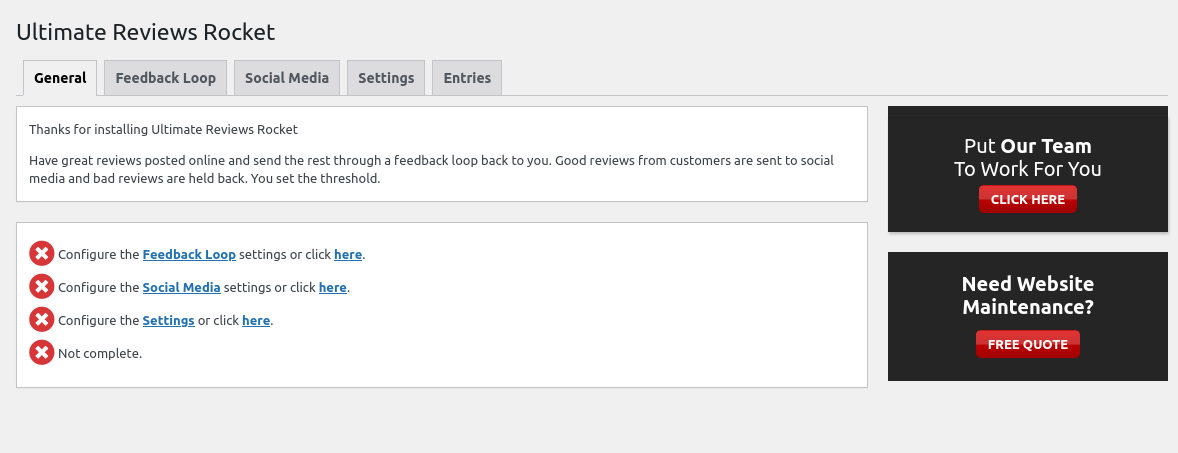 Ultimate Reviews Rocket
General Feedback Loop Social Media Settings Entries
Thanks for installing Ultimate Reviews Rocket
Have great reviews posted online and send the rest through a feedback loop back to you. Good reviews from customers are sent to social
media and bad reviews are held back. You set the threshold.
Configure the Feedback Loop settings or click here.
Configure the Social Media settings or click here.
Configure the Settings or click here.
Not complete.
Put Our Team
To Work For You
CLICK HERE
Need Website
Maintenance?
FREE QUOTE